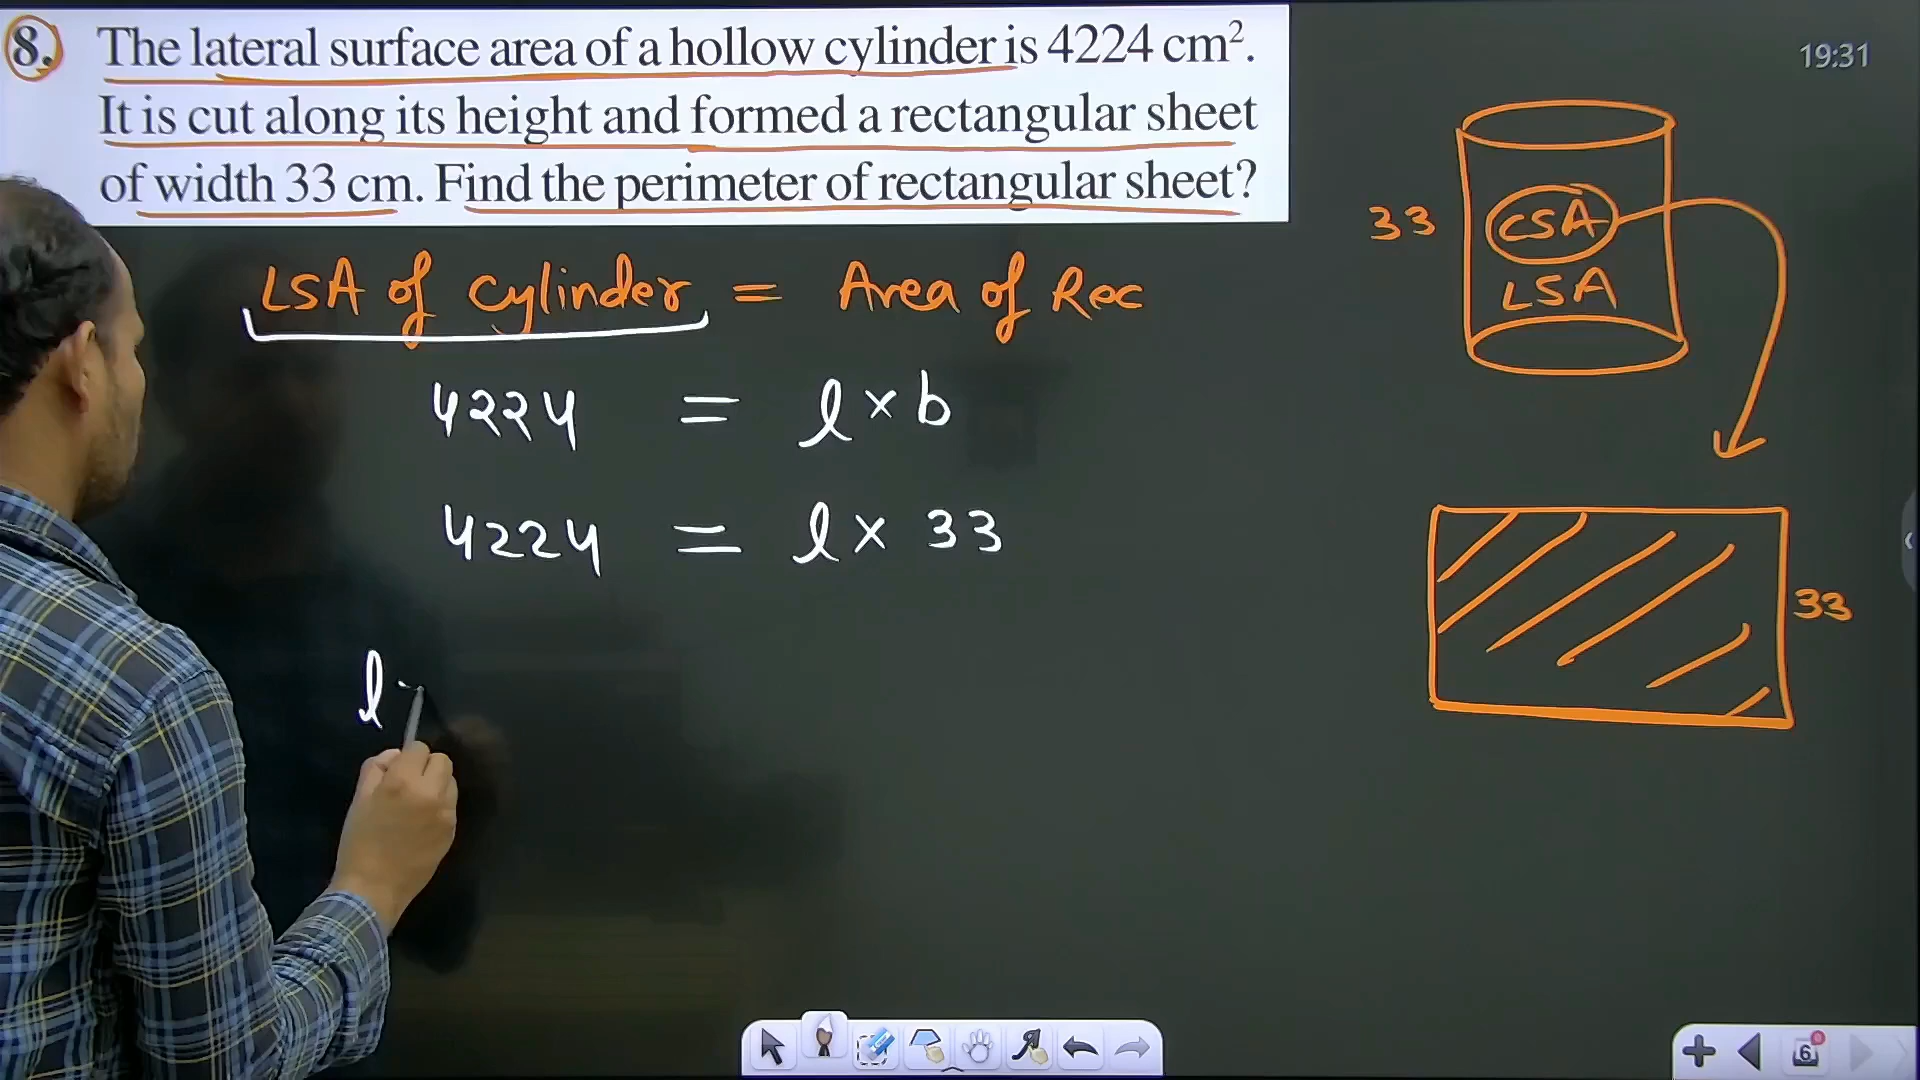 8. The lateral surface area of a hollow cylinder is 4224 cm².
It is cut along its height and formed a rectangular sheet
of width 33 cm. Find the perimeter of rectangular sheet?
19:31
LSA of cylinder = Area of Rec
4224 = l × b
4224 = l × 33
l -
33
CSA
LSA
33
6